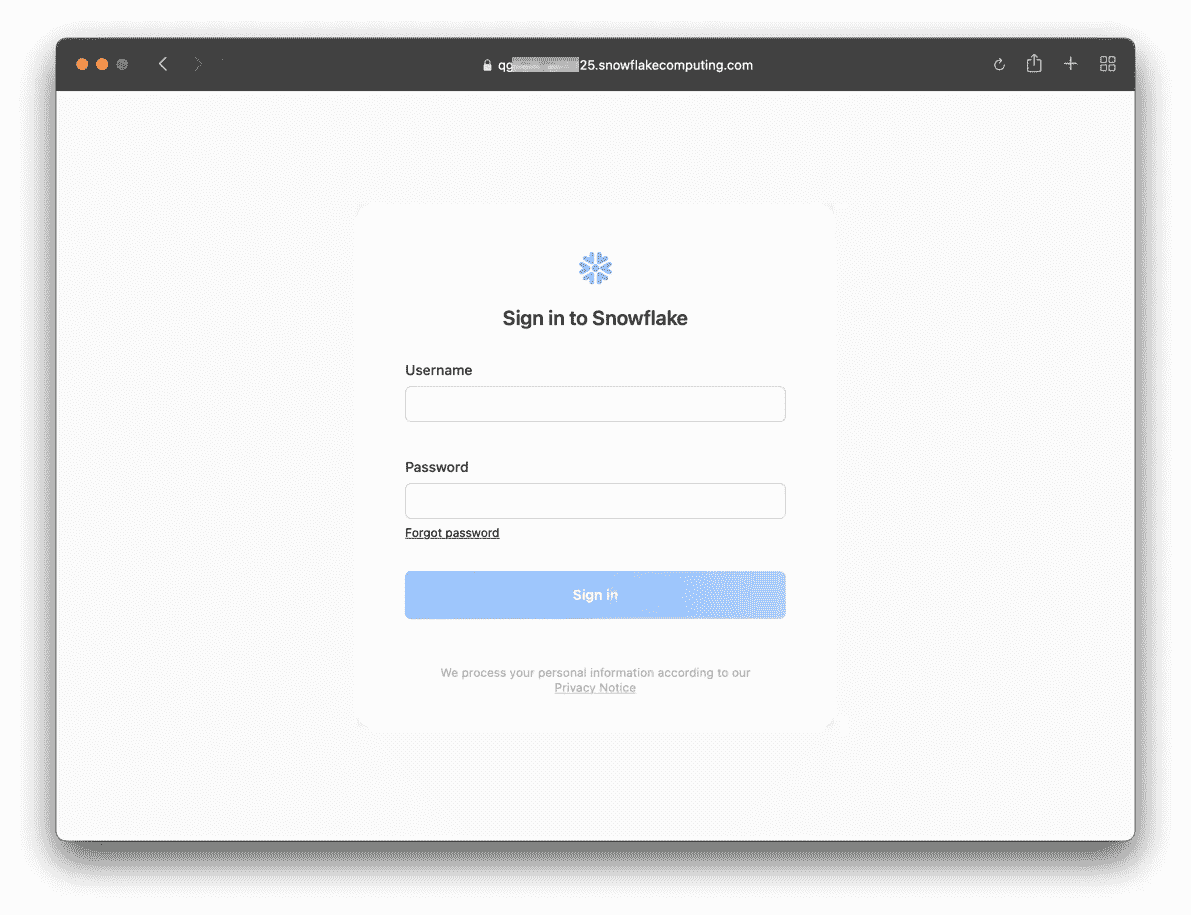 qg 25.snowflakecomputing.com
Sign in to Snowflake
Username
Password
Forgot password
Sign in
We process your personal information according to our
Privacy Notice